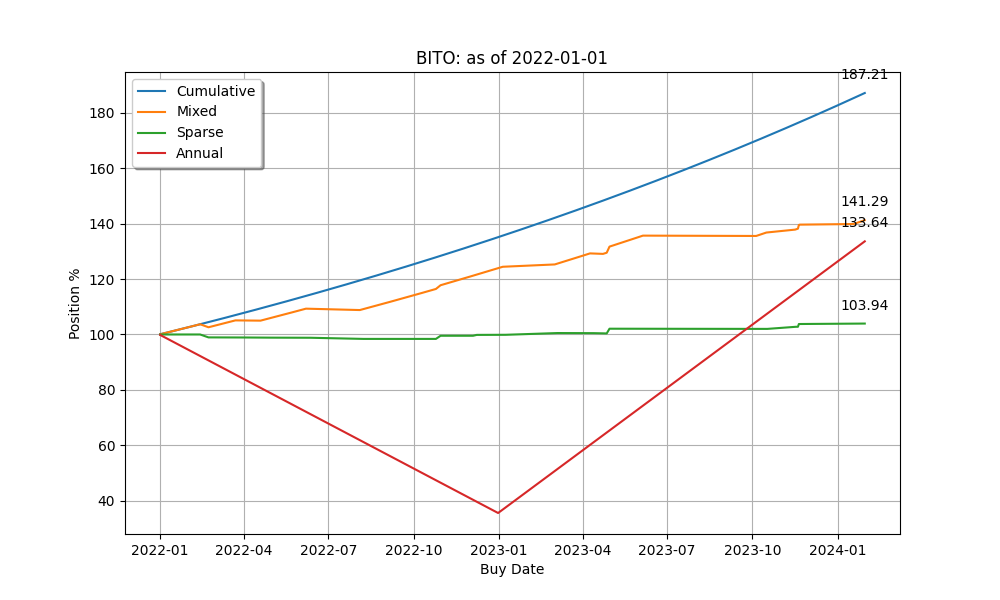 BITO: as of 2022-01-01
187.21
Cumulative
Mixed
Sparse
Annual
141.29
133.64
103.94
Position %
180
160
140
120
100
80
60
40
2022-01 2022-04 2022-07 2022-10 2023-01 2023-04 2023-07 2023-10 2024-01
Buy Date